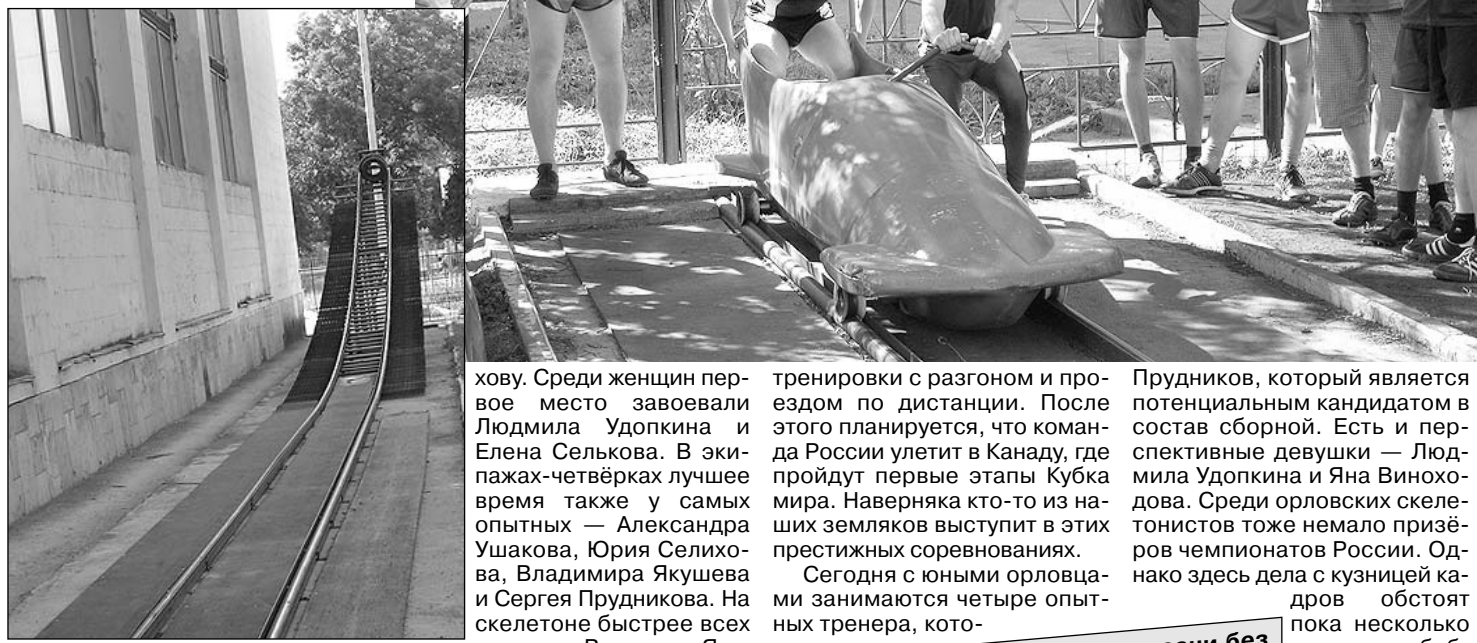 хову. Среди женщин пер-
вое место завоевали
Людмила Удопкина и
Елена Селькова. В эки-
пажах-четвёрках лучшее
время также у самых
опытных — Александра
Ушакова, Юрия Селихо-
ва, Владимира Якушева
и Сергея Прудникова. На
скелетоне быстрее всех
тренировки с разгоном и про-
ездом по дистанции. После
этого планируется, что коман-
да России улетит в Канаду, где
пройдут первые этапы Кубка
мира. Наверняка кто-то из на-
ших земляков выступит в этих
престижных соревнованиях.
Сегодня с юными орловца-
ми занимаются четыре опыт-
ных тренера, кото-
Прудников, который является
потенциальным кандидатом в
состав сборной. Есть и пер-
спективные девушки — Люд-
мила Удопкина и Яна Винохо-
дова. Среди орловских скеле-
тонистов тоже немало призё-
ров чемпионатов России. Од-
нако здесь дела с кузницей ка-
дров обстоят
пока несколько
без